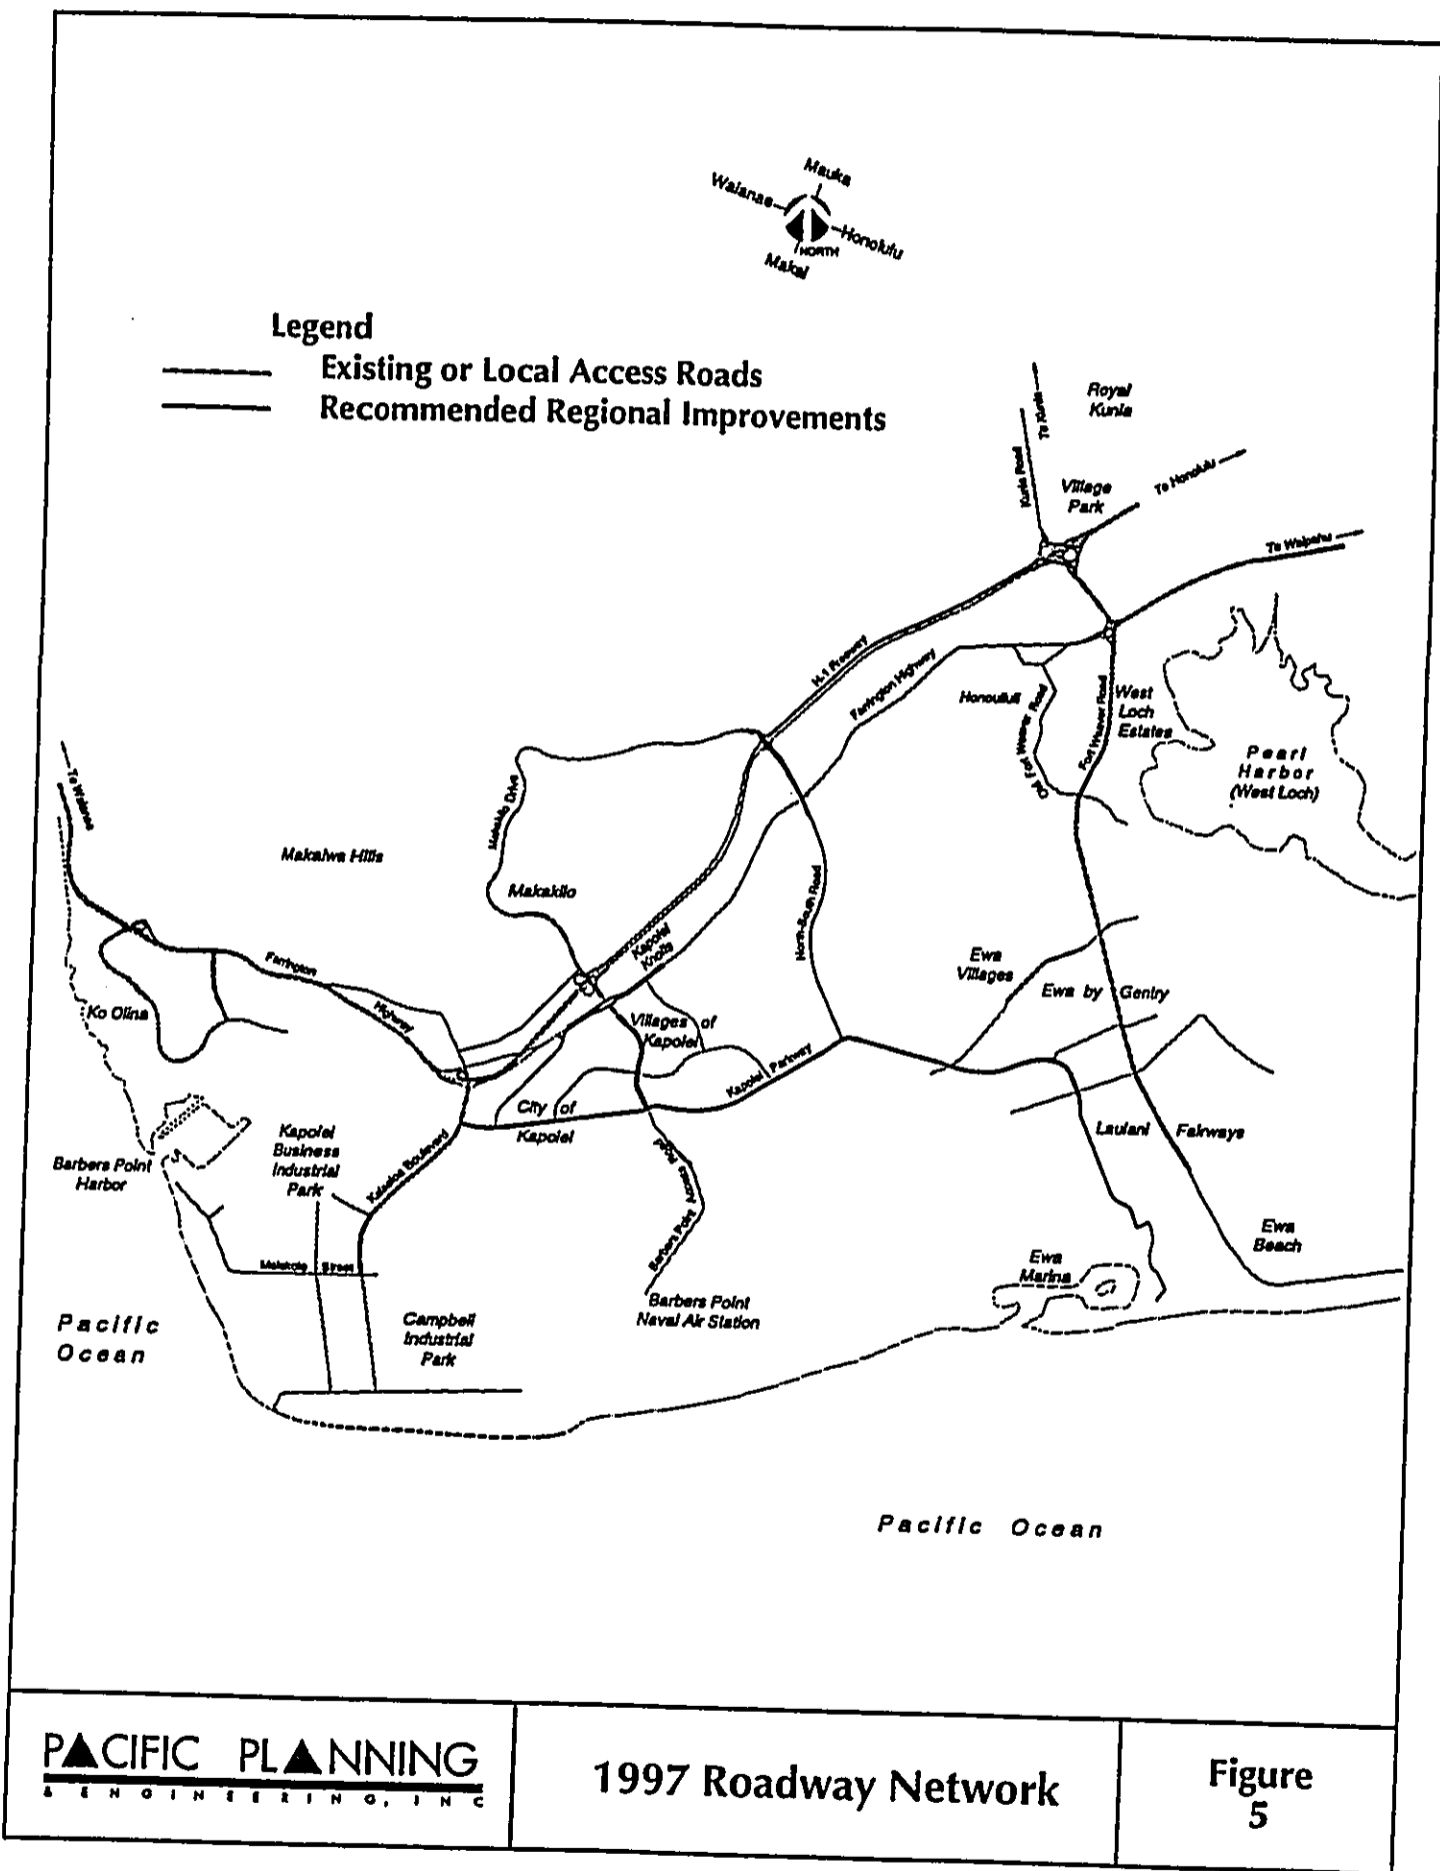 Mauka
Waianae
Honolulu
NORTH
Makai
Legend
Existing or Local Access Roads
Recommended Regional Improvements
Royal
Kunia
To Kunia
Kunia Road
Village
Park
To Honolulu
To Waipahu
H-1 Freeway
Farrington Highway
Honouliuli
Old Fort Weaver Road
Fort Weaver Road
West
Loch
Estates
Pearl
Harbor
(West Loch)
To Waianae
Makakilo Drive
Makaiwa Hills
Makakilo
Kapolei
Knolls
North-South Road
Farrington
Highway
Ko Olina
Ewa
Villages
Ewa by Gentry
Villages of
Kapolei
Kapolei Parkway
City of
Kapolei
Laulani Fairways
Kapolei
Business
Industrial
Park
Kalaeloa Boulevard
Barbers Point
Harbor
Barbers Point Access Road
Ewa
Beach
Ewa
Marina
Malakole Street
Barbers Point
Naval Air Station
Campbell
Industrial
Park
Pacific
Ocean
Pacific Ocean
PACIFIC PLANNING
& ENGINEERING, INC
1997 Roadway Network
Figure
5